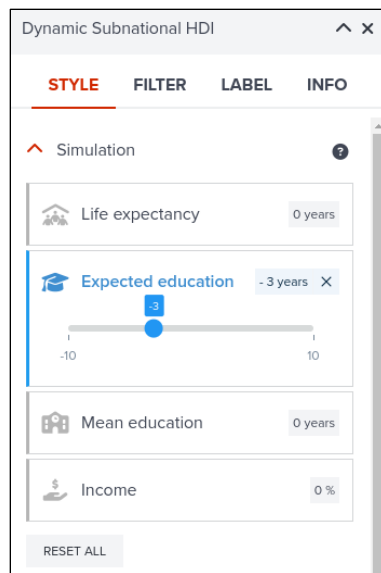 Dynamic Subnational HDI
STYLE FILTER LABEL INFO
Simulation ?
Life expectancy 0 years
Expected education - 3 years ×
-3
-10 10
Mean education 0 years
$ Income 0 %
RESET ALL